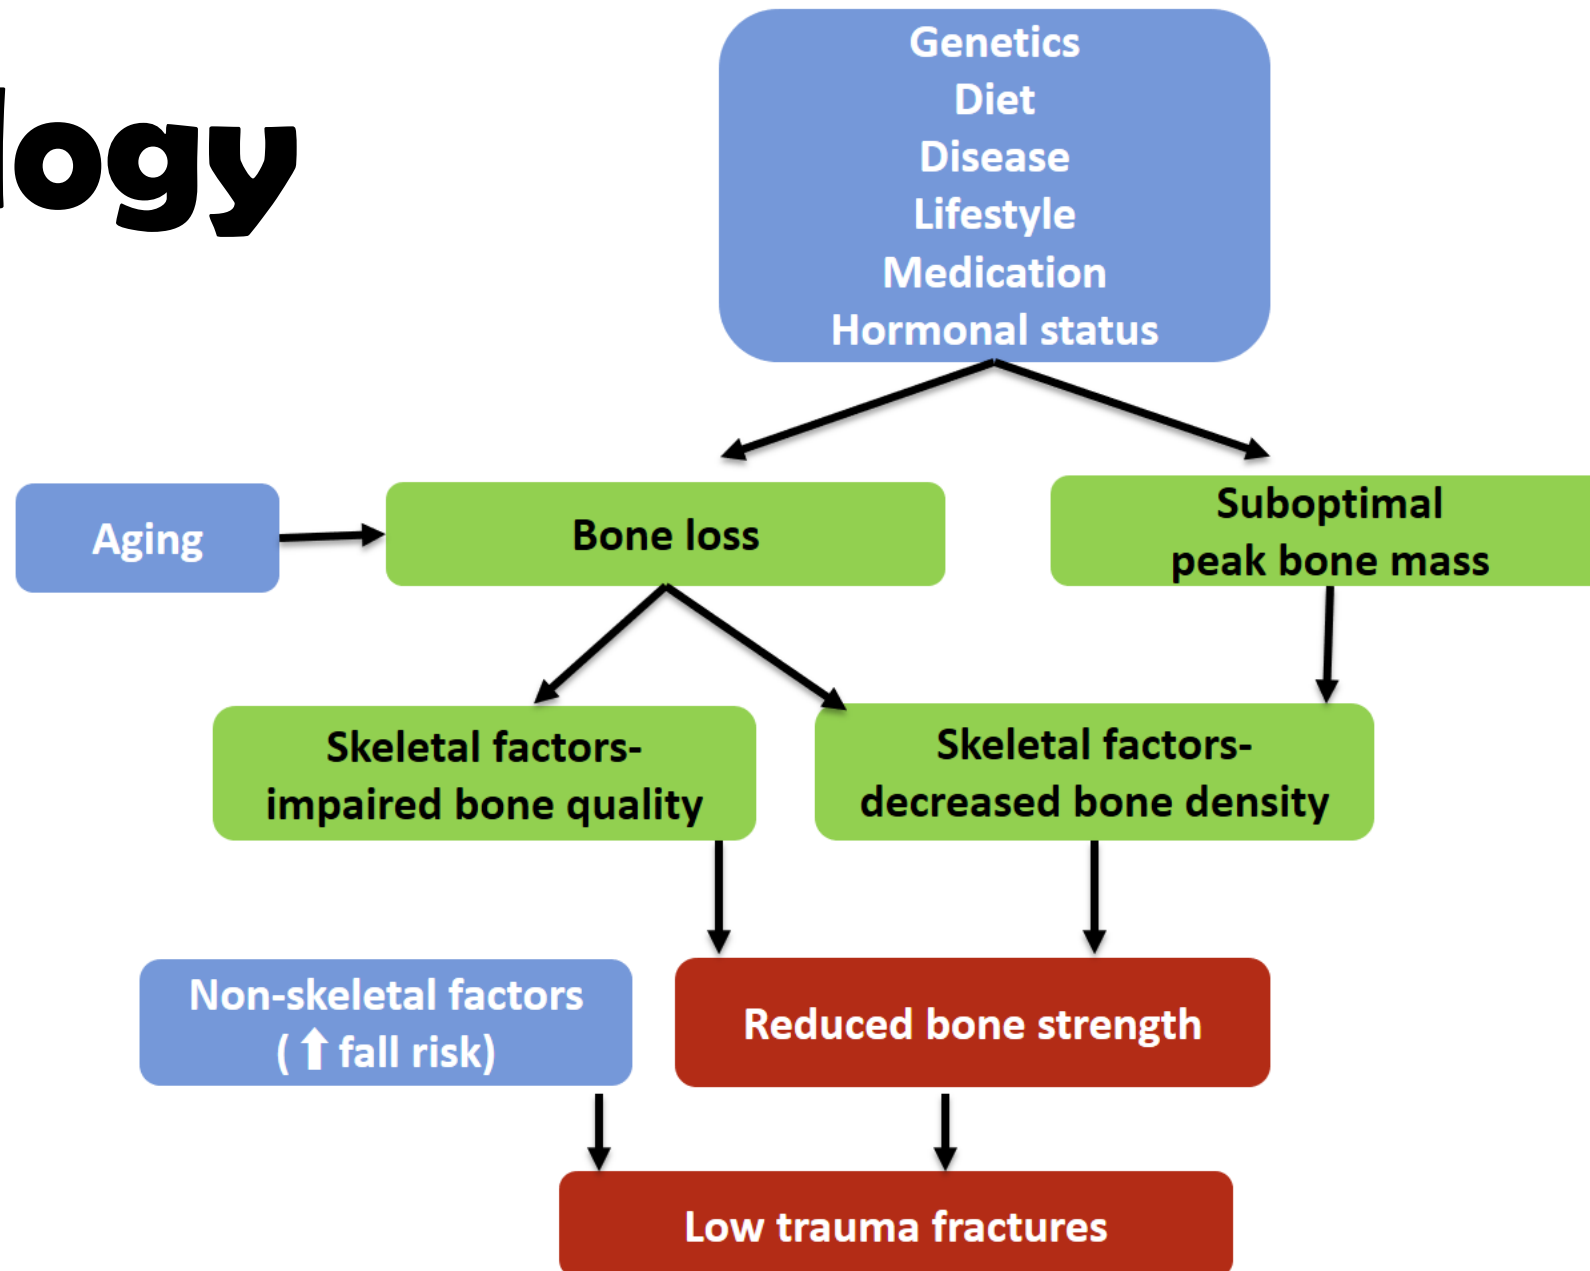 logy
Genetics
Diet
Disease
Lifestyle
Medication
Hormonal status
Aging
Bone loss
Suboptimal
peak bone mass
Skeletal factors-
impaired bone quality
Skeletal factors-
decreased bone density
Non-skeletal factors
(⬆ fall risk)
Reduced bone strength
Low trauma fractures